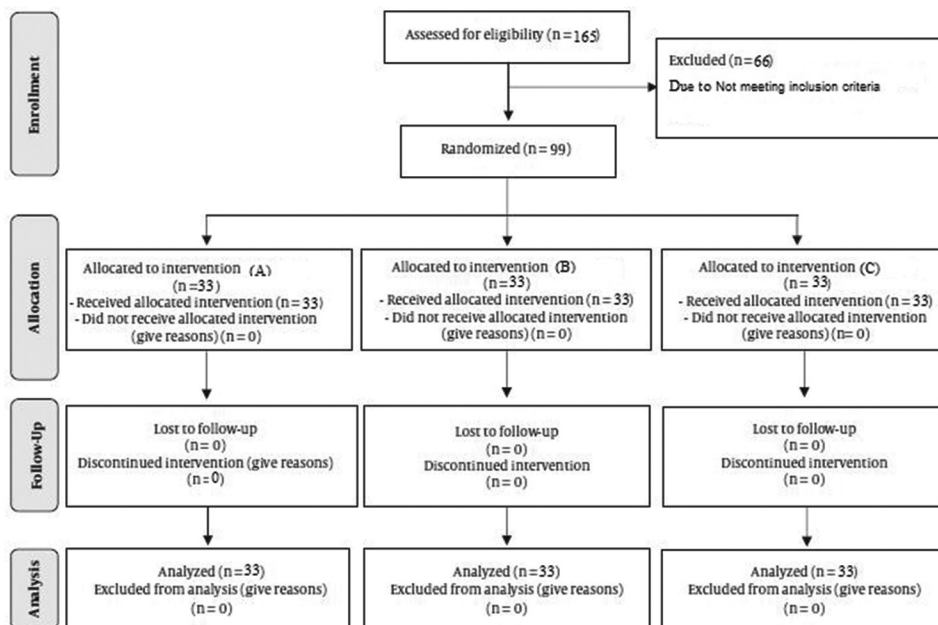 Enrollment
Assessed for eligibility (n=165)
Excluded (n=66)
Due to Not meeting inclusion criteria
Randomized (n=99)
Allocation
Allocated to intervention (A)
(n=33)
- Received allocated intervention (n=33)
- Did not receive allocated intervention
(give reasons) (n=0)
Allocated to intervention (B)
(n=33)
- Received allocated intervention (n=33)
- Did not receive allocated intervention
(give reasons) (n=0)
Allocated to intervention (C)
(n= 33)
- Received allocated intervention (n=33)
- Did not receive allocated intervention
(give reasons) (n=0)
Follow-Up
Lost to follow-up
(n=0)
Discontinued intervention (give reasons)
(n=0)
Lost to follow-up
(n=0)
Discontinued intervention
(n=0)
Lost to follow-up
(n=0)
Discontinued intervention
(n=0)
Analysis
Analyzed (n=33)
Excluded from analysis (give reasons)
(n=0)
Analyzed (n=33)
Excluded from analysis (give reasons)
(n=0)
Analyzed (n=33)
Excluded from analysis (give reasons)
(n=0)